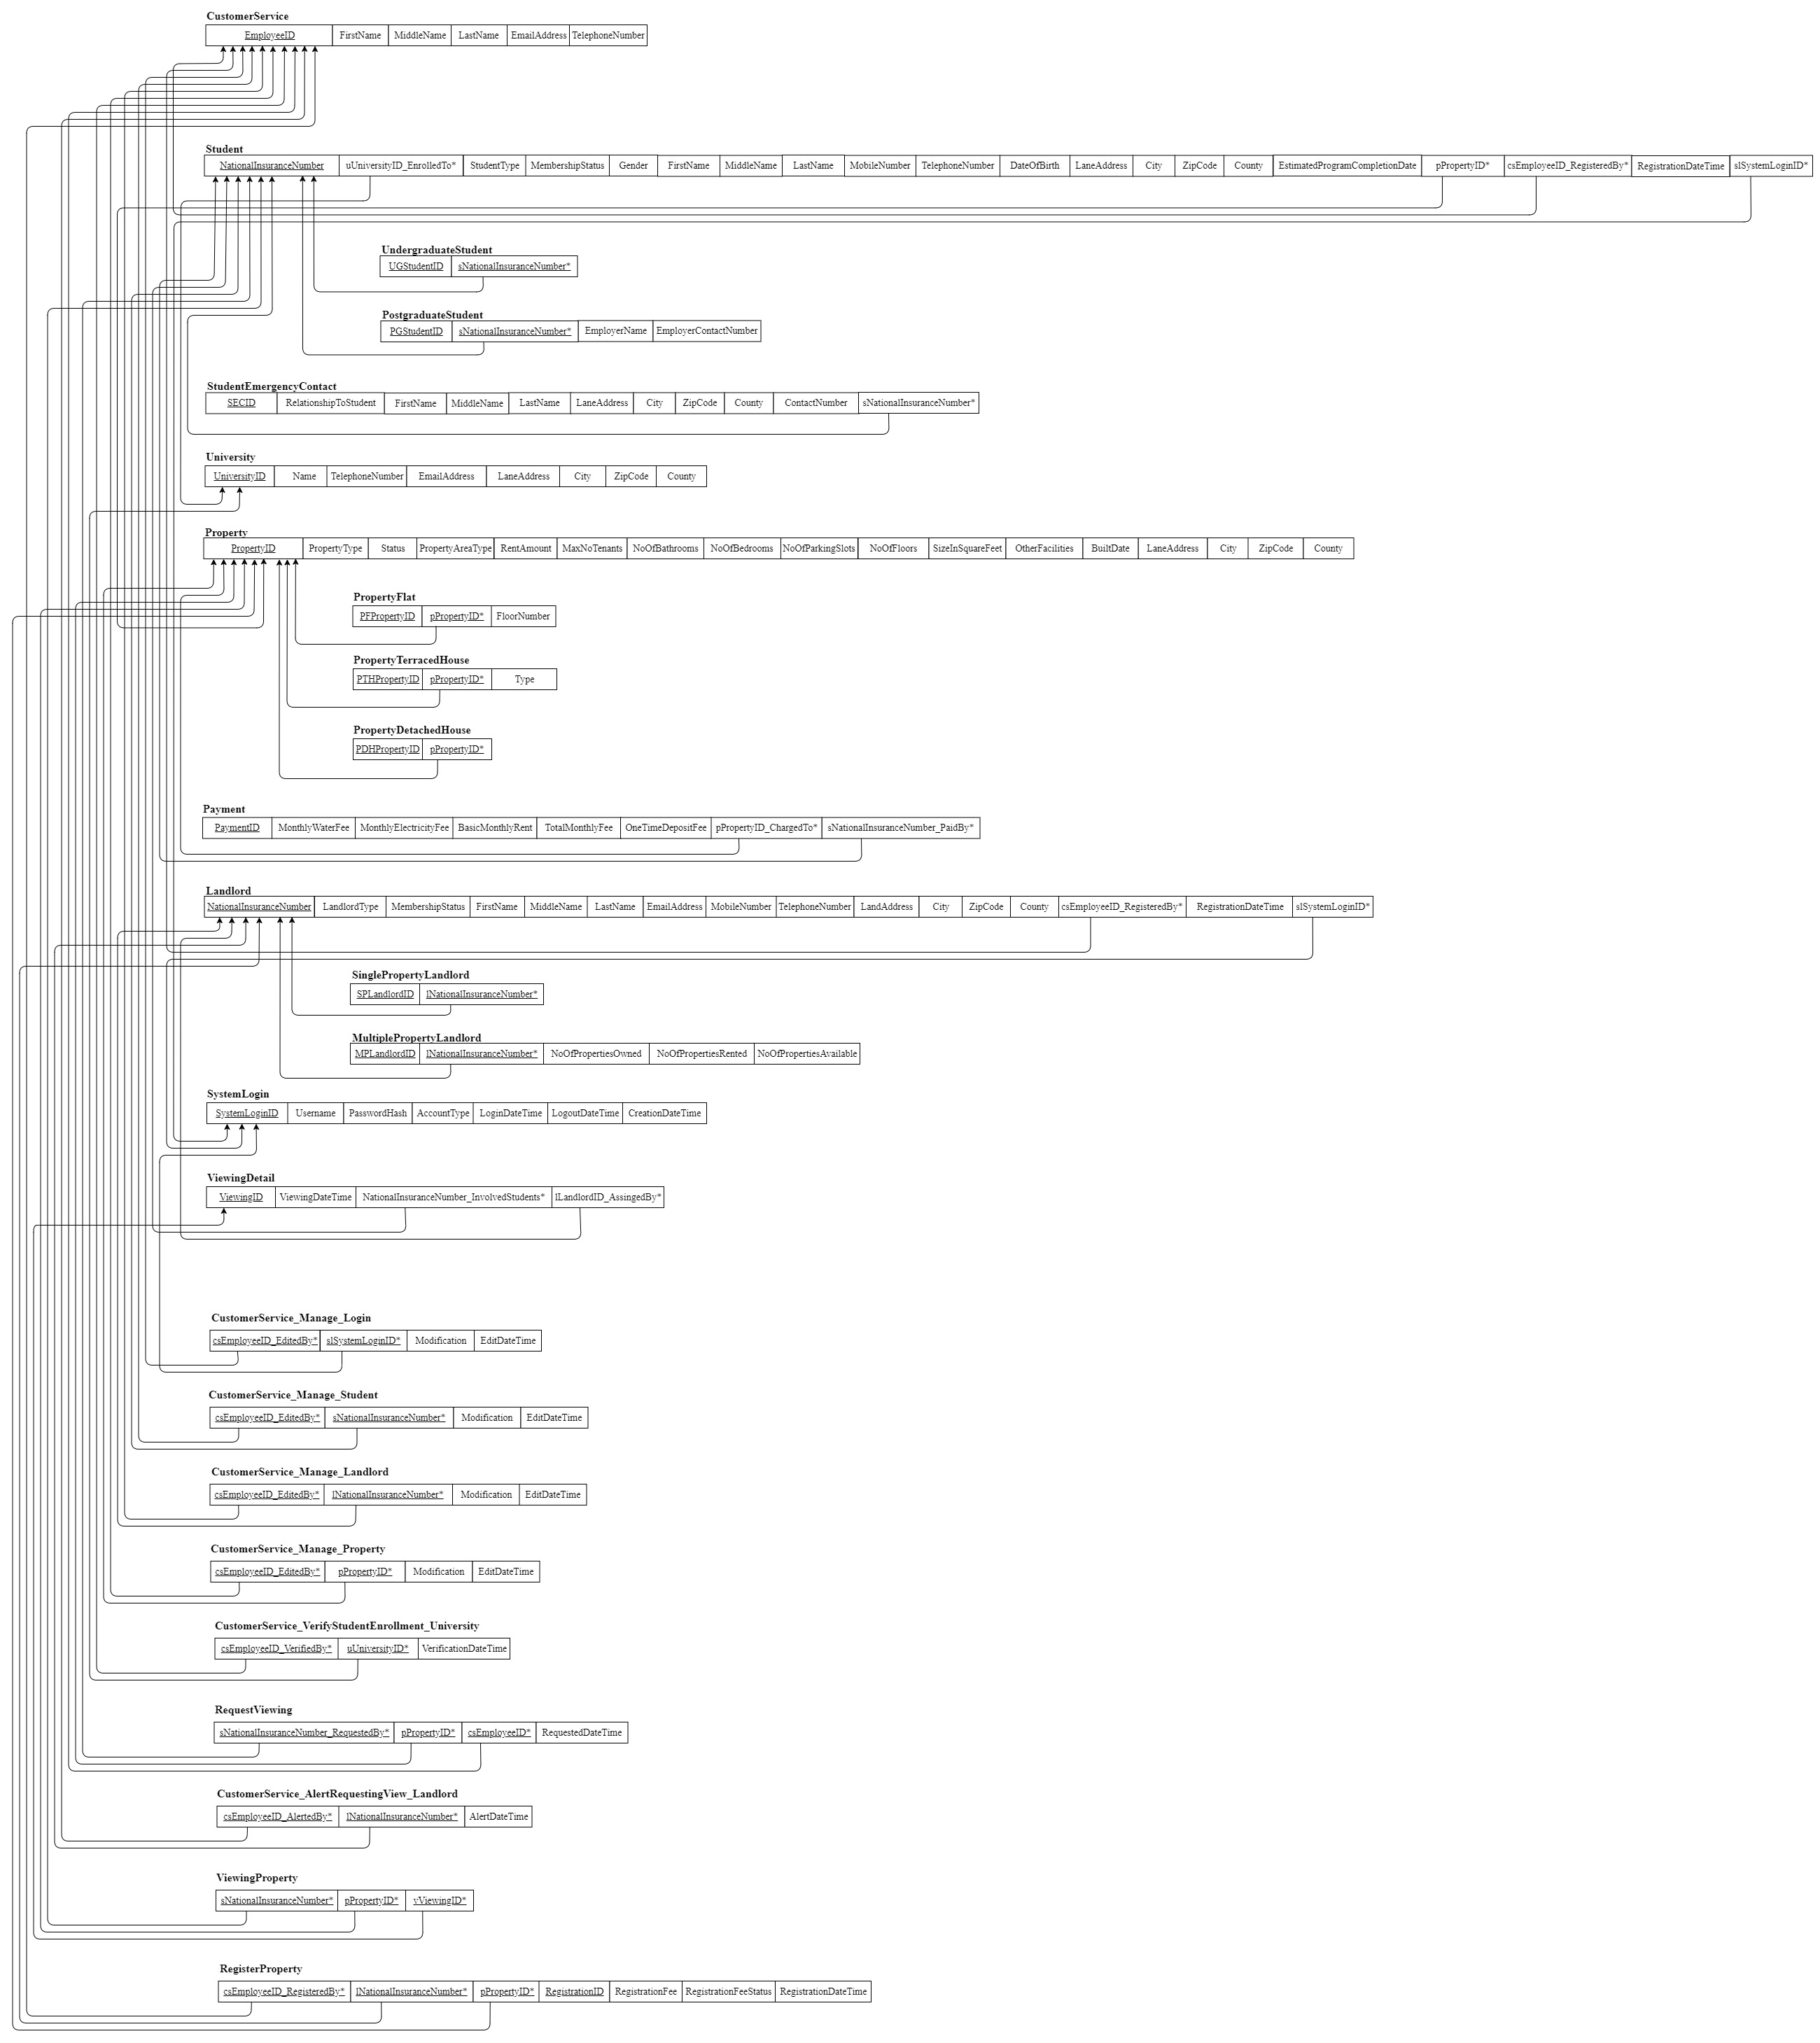 CustomerService
EmployeeID FirstName MiddleName LastName EmailAddress TelephoneNumber
Student
NationalInsuranceNumber uUniversityID_EnrolledTo* StudentType MembershipStatus Gender FirstName MiddleName LastName MobileNumber TelephoneNumber DateOfBirth LaneAddress City ZipCode County EstimatedProgramCompletionDate pPropertyID* csEmployeeID_RegisteredBy* RegistrationDateTime slSystemLoginID*
UndergraduateStudent
UGStudentID sNationalInsuranceNumber*
PostgraduateStudent
PGStudentID sNationalInsuranceNumber* EmployerName EmployerContactNumber
StudentEmergencyContact
SECID RelationshipToStudent FirstName MiddleName LastName LaneAddress City ZipCode County ContactNumber sNationalInsuranceNumber*
University
UniversityID Name TelephoneNumber EmailAddress LaneAddress City ZipCode County
Property
PropertyID PropertyType Status PropertyAreaType RentAmount MaxNoTenants NoOfBathrooms NoOfBedrooms NoOfParkingSlots NoOfFloors SizeInSquareFeet OtherFacilities BuiltDate LaneAddress City ZipCode County
PropertyFlat
PFPropertyID pPropertyID* FloorNumber
PropertyTerracedHouse
PTHPropertyID pPropertyID* Type
PropertyDetachedHouse
PDHPropertyID pPropertyID*
Payment
PaymentID MonthlyWaterFee MonthlyElectricityFee BasicMonthlyRent TotalMonthlyFee OneTimeDepositFee pPropertyID_ChargedTo* sNationalInsuranceNumber_PaidBy*
Landlord
NationalInsuranceNumber LandlordType MembershipStatus FirstName MiddleName LastName EmailAddress MobileNumber TelephoneNumber LandAddress City ZipCode County csEmployeeID_RegisteredBy* RegistrationDateTime slSystemLoginID*
SinglePropertyLandlord
SPLandlordID lNationalInsuranceNumber*
MultiplePropertyLandlord
MPLandlordID lNationalInsuranceNumber* NoOfPropertiesOwned NoOfPropertiesRented NoOfPropertiesAvailable
SystemLogin
SystemLoginID Username PasswordHash AccountType LoginDateTime LogoutDateTime CreationDateTime
ViewingDetail
ViewingID ViewingDateTime NationalInsuranceNumber_InvolvedStudents* lLandlordID_AssingedBy*
CustomerService_Manage_Login
csEmployeeID_EditedBy* slSystemLoginID* Modification EditDateTime
CustomerService_Manage_Student
csEmployeeID_EditedBy* sNationalInsuranceNumber* Modification EditDateTime
CustomerService_Manage_Landlord
csEmployeeID_EditedBy* lNationalInsuranceNumber* Modification EditDateTime
CustomerService_Manage_Property
csEmployeeID_EditedBy* pPropertyID* Modification EditDateTime
CustomerService_VerifyStudentEnrollment_University
csEmployeeID_VerifiedBy* uUniversityID* VerificationDateTime
RequestViewing
sNationalInsuranceNumber_RequestedBy* pPropertyID* csEmployeeID* RequestedDateTime
CustomerService_AlertRequestingView_Landlord
csEmployeeID_AlertedBy* lNationalInsuranceNumber* AlertDateTime
ViewingProperty
sNationalInsuranceNumber* pPropertyID* vViewingID*
RegisterProperty
csEmployeeID_RegisteredBy* lNationalInsuranceNumber* pPropertyID* RegistrationID RegistrationFee RegistrationFeeStatus RegistrationDateTime